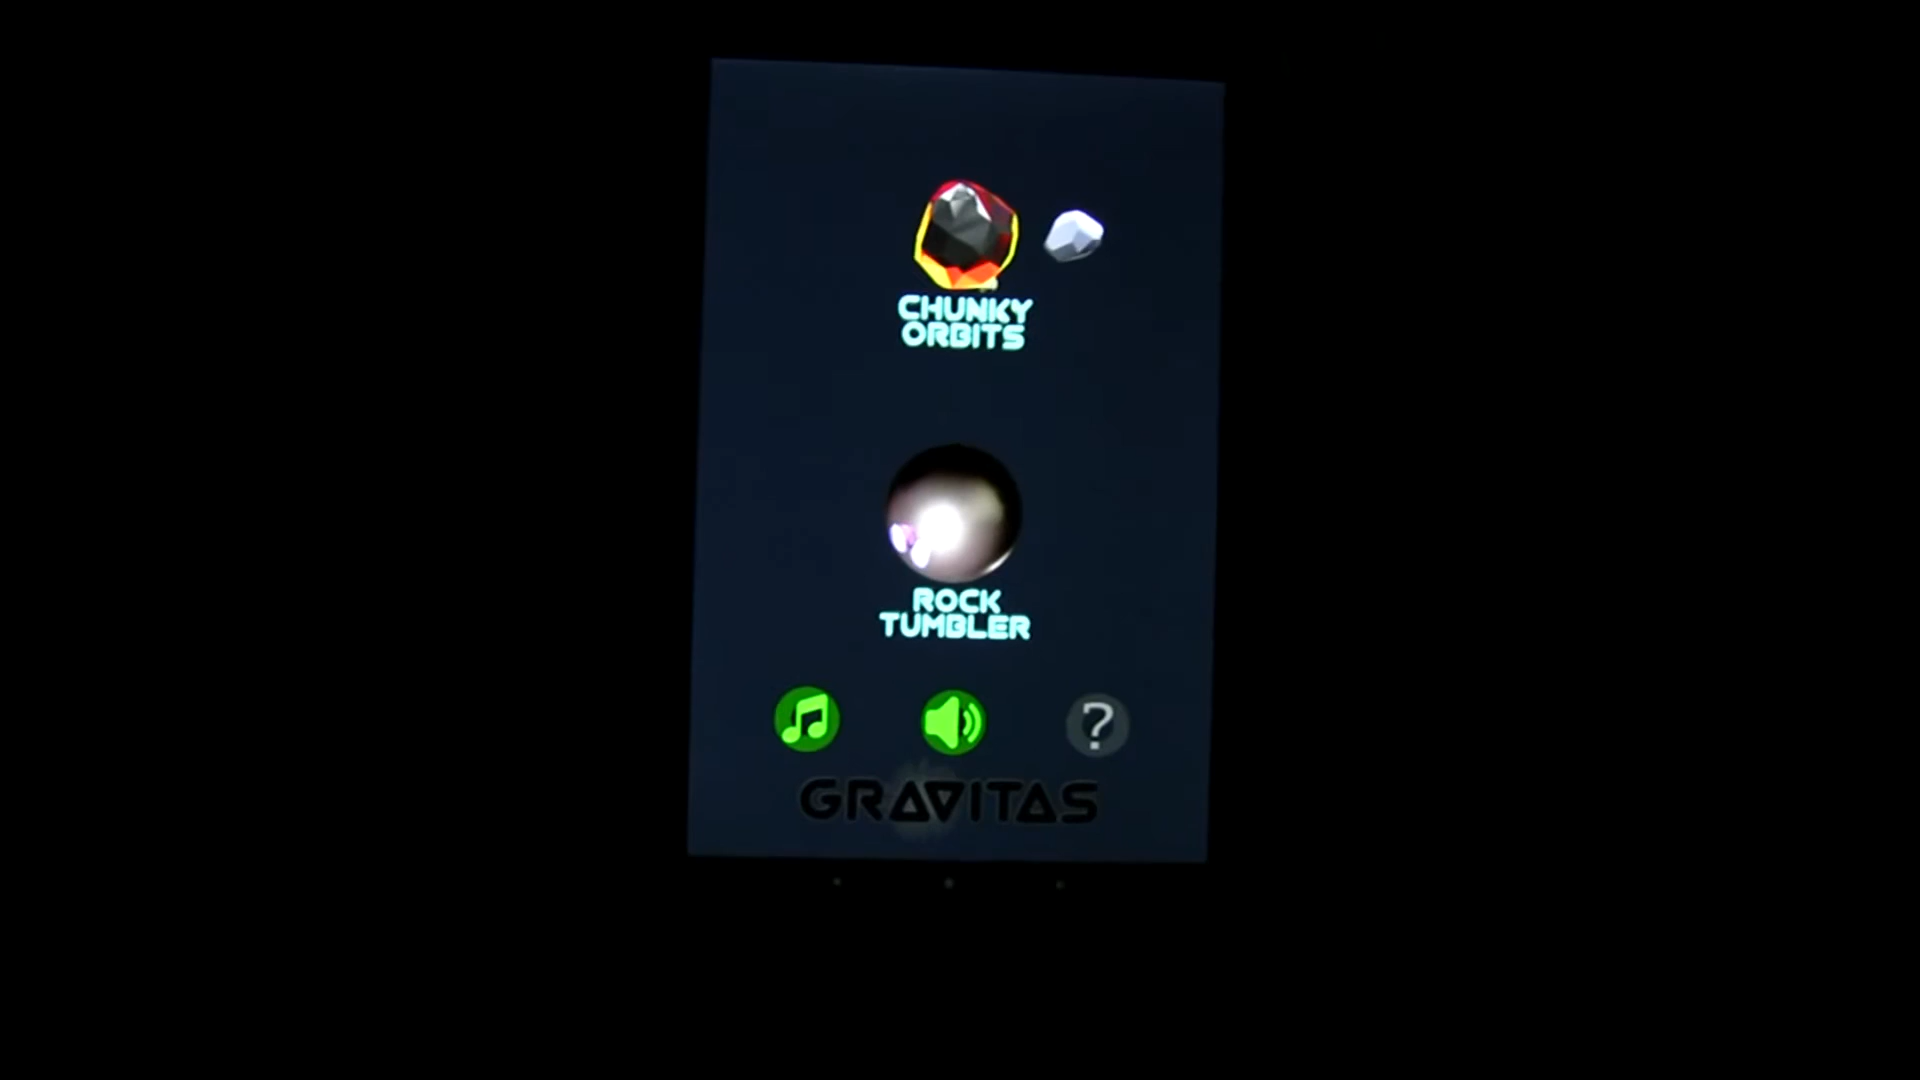 CHUNKY
ORBITS
ROCK
TUMBLER
?
GRAVITAS